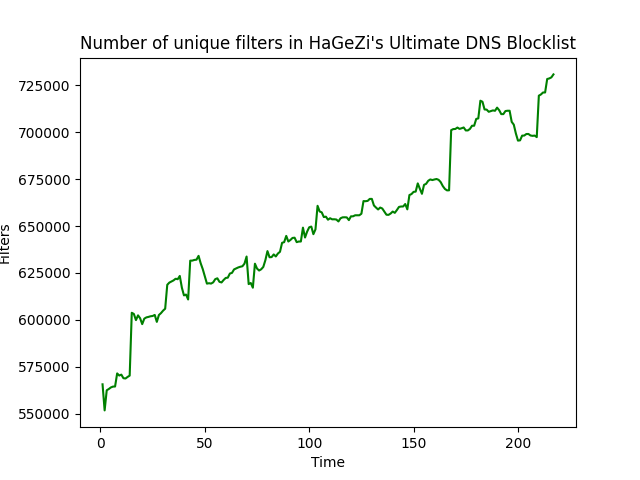 Number of unique filters in HaGeZi's Ultimate DNS Blocklist
725000
700000
675000
650000
625000
600000
575000
550000
Filters
0 50 100 150 200
Time